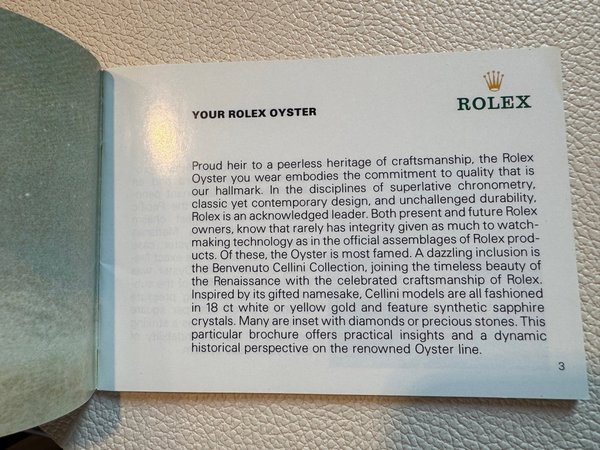 YOUR ROLEX OYSTER
ROLEX
Proud heir to a peerless heritage of craftsmanship, the Rolex
Oyster you wear embodies the commitment to quality that is
our hallmark. In the disciplines of superlative chronometry,
classic yet contemporary design, and unchallenged durability,
Rolex is an acknowledged leader. Both present and future Rolex
owners, know that rarely has integrity given as much to watch-
making technology as in the official assemblages of Rolex prod-
ucts. Of these, the Oyster is most famed. A dazzling inclusion is
the Benvenuto Cellini Collection, joining the timeless beauty of
the Renaissance with the celebrated craftsmanship of Rolex.
Inspired by its gifted namesake, Cellini models are all fashioned
in 18 ct white or yellow gold and feature synthetic sapphire
crystals. Many are inset with diamonds or precious stones. This
particular brochure offers practical insights and a dynamic
historical perspective on the renowned Oyster line.
3